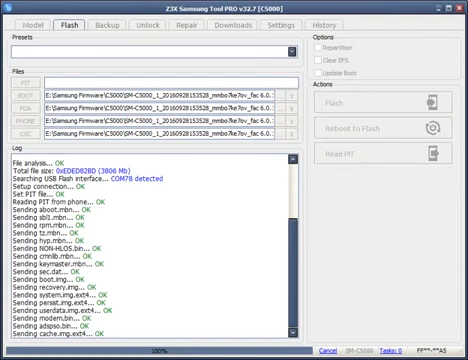 Z3X Samsung Tool PRO v32.7 [C5000]
Model Flash Backup Unlock Repair Downloads Settings History
Presets
Files
PIT
BOOT E:\Samsung Firmware\C5000\SM-C5000_1_20160928153528_mmbo7ke7ov_fac 6.0. ... x
PDA E:\Samsung Firmware\C5000\SM-C5000_1_20160928153528_mmbo7ke7ov_fac 6.0.: ... x
PHONE E:\Samsung Firmware\C5000\SM-C5000_1_20160928153528_mmbo7ke7ov_fac 6.0.: ... x
CSC E:\Samsung Firmware\C5000\SM-C5000_1_20160928153528_mmbo7ke7ov_fac 6.0.: ... x
Log
File analysis... OK
Total file size: 0xEDED82BD (3806 Mb)
Searching USB Flash interface... COM78 detected
Setup connection... OK
Set PIT file... OK
Reading PIT from phone... OK
Sending aboot.mbn... OK
Sending sbl1.mbn... OK
Sending rpm.mbn... OK
Sending tz.mbn... OK
Sending hyp.mbn... OK
Sending NON-HLOS.bin... OK
Sending cmnlib.mbn... OK
Sending keymaster.mbn... OK
Sending sec.dat... OK
Sending boot.img... OK
Sending recovery.img... OK
Sending system.img.ext4... OK
Sending persist.img.ext4... OK
Sending userdata.img.ext4... OK
Sending modem.bin... OK
Sending adspso.bin... OK
Sending cache.img.ext4... OK
Options
Repartition
Clear EFS
Update Boot
Actions
Flash
Reboot to Flash
Read PIT
100%
Cancel SM-C5000 Tasks: 0 FF**-**A5